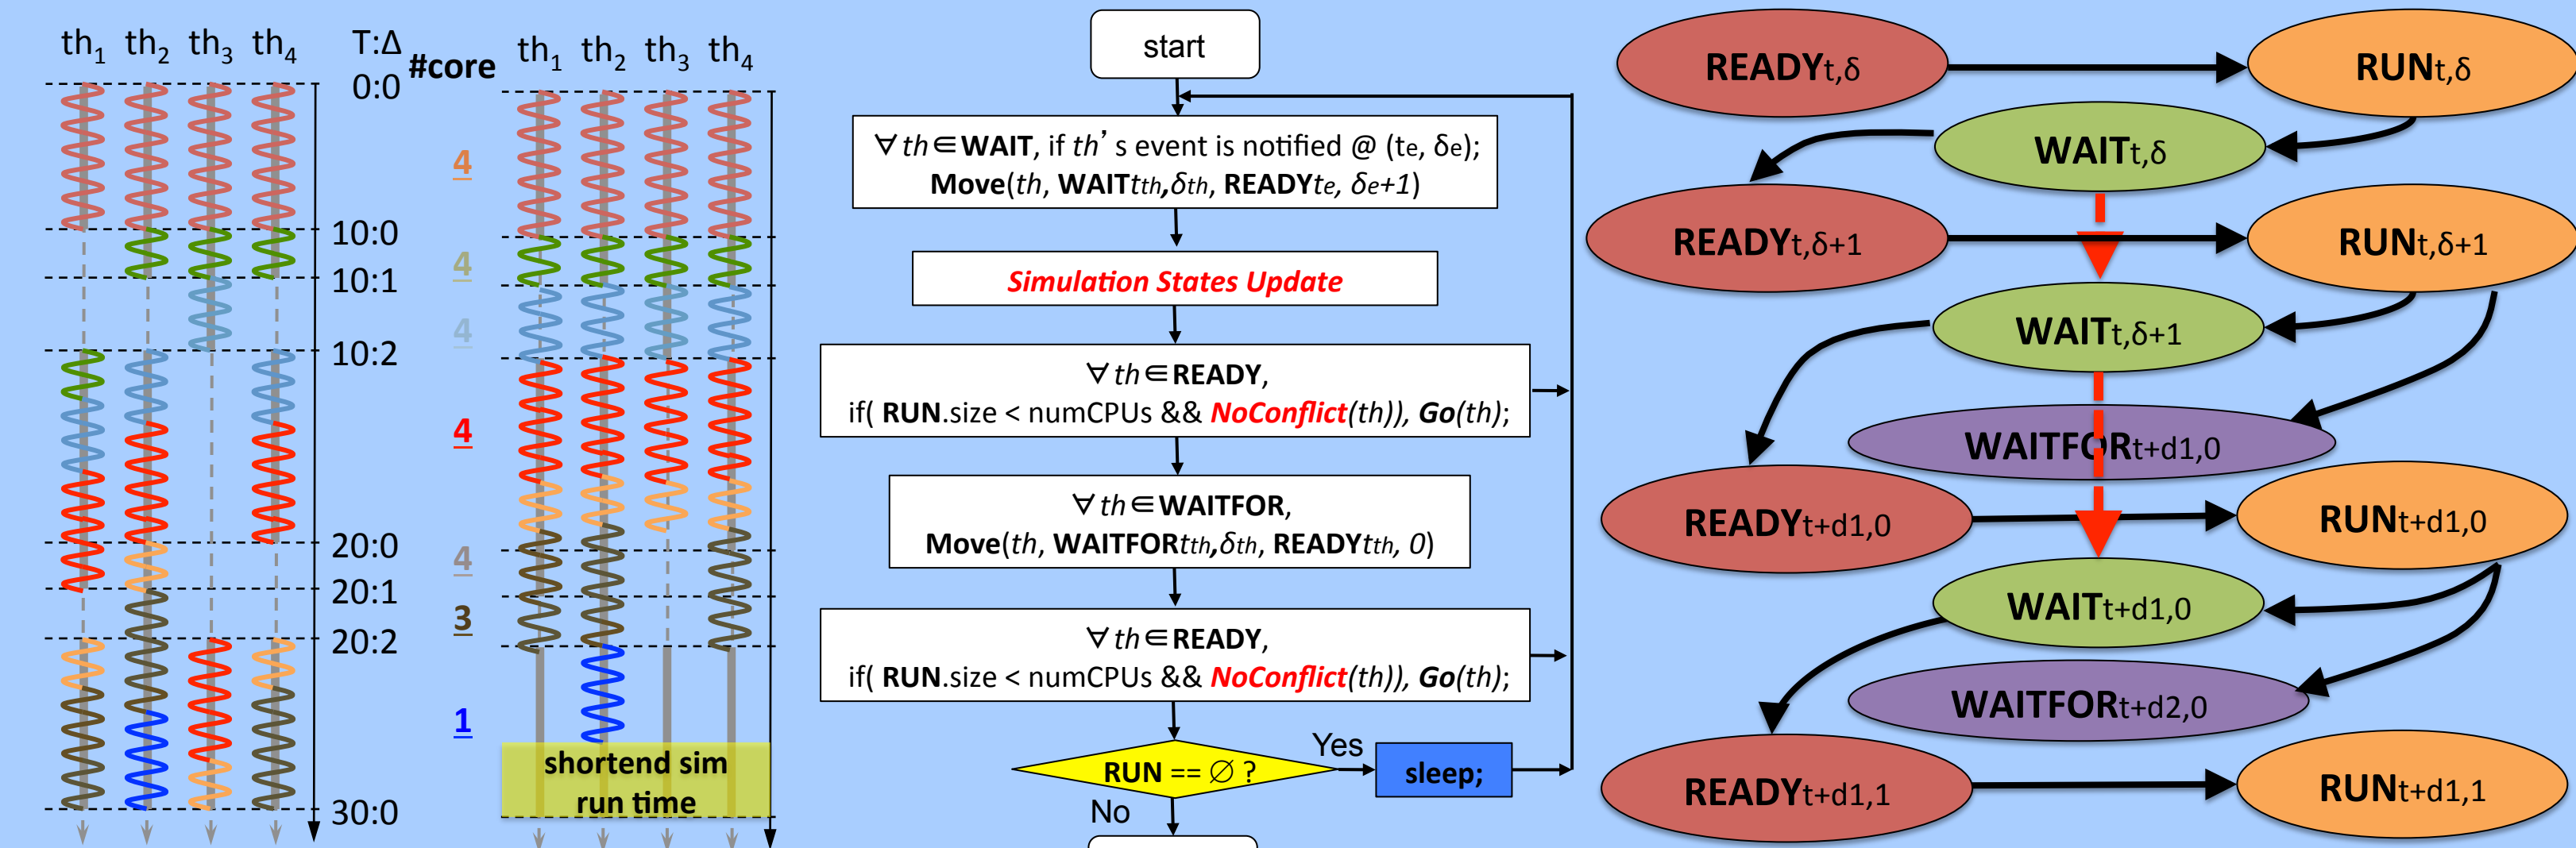 th1 th2 th3 th4 T:Δ
0:0
10:0
10:1
10:2
20:0
20:1
20:2
30:0
#core th1 th2 th3 th4
4
4
4
4
4
3
1
shortend sim
run time
start
∀ th∈WAIT, if th's event is notified @ (te, δe);
Move(th, WAITtth,δth, READYte, δe+1)
Simulation States Update
∀ th∈READY,
if( RUN.size < numCPUs && NoConflict(th)), Go(th);
∀ th∈WAITFOR,
Move(th, WAITFORtth,δth, READYtth, 0)
∀ th∈READY,
if( RUN.size < numCPUs && NoConflict(th)), Go(th);
RUN == ∅ ?
Yes
sleep;
No
READYt,δ
RUNt,δ
WAITt,δ
READYt,δ+1
RUNt,δ+1
WAITt,δ+1
WAITFORt+d1,0
READYt+d1,0
RUNt+d1,0
WAITt+d1,0
WAITFORt+d2,0
READYt+d1,1
RUNt+d1,1